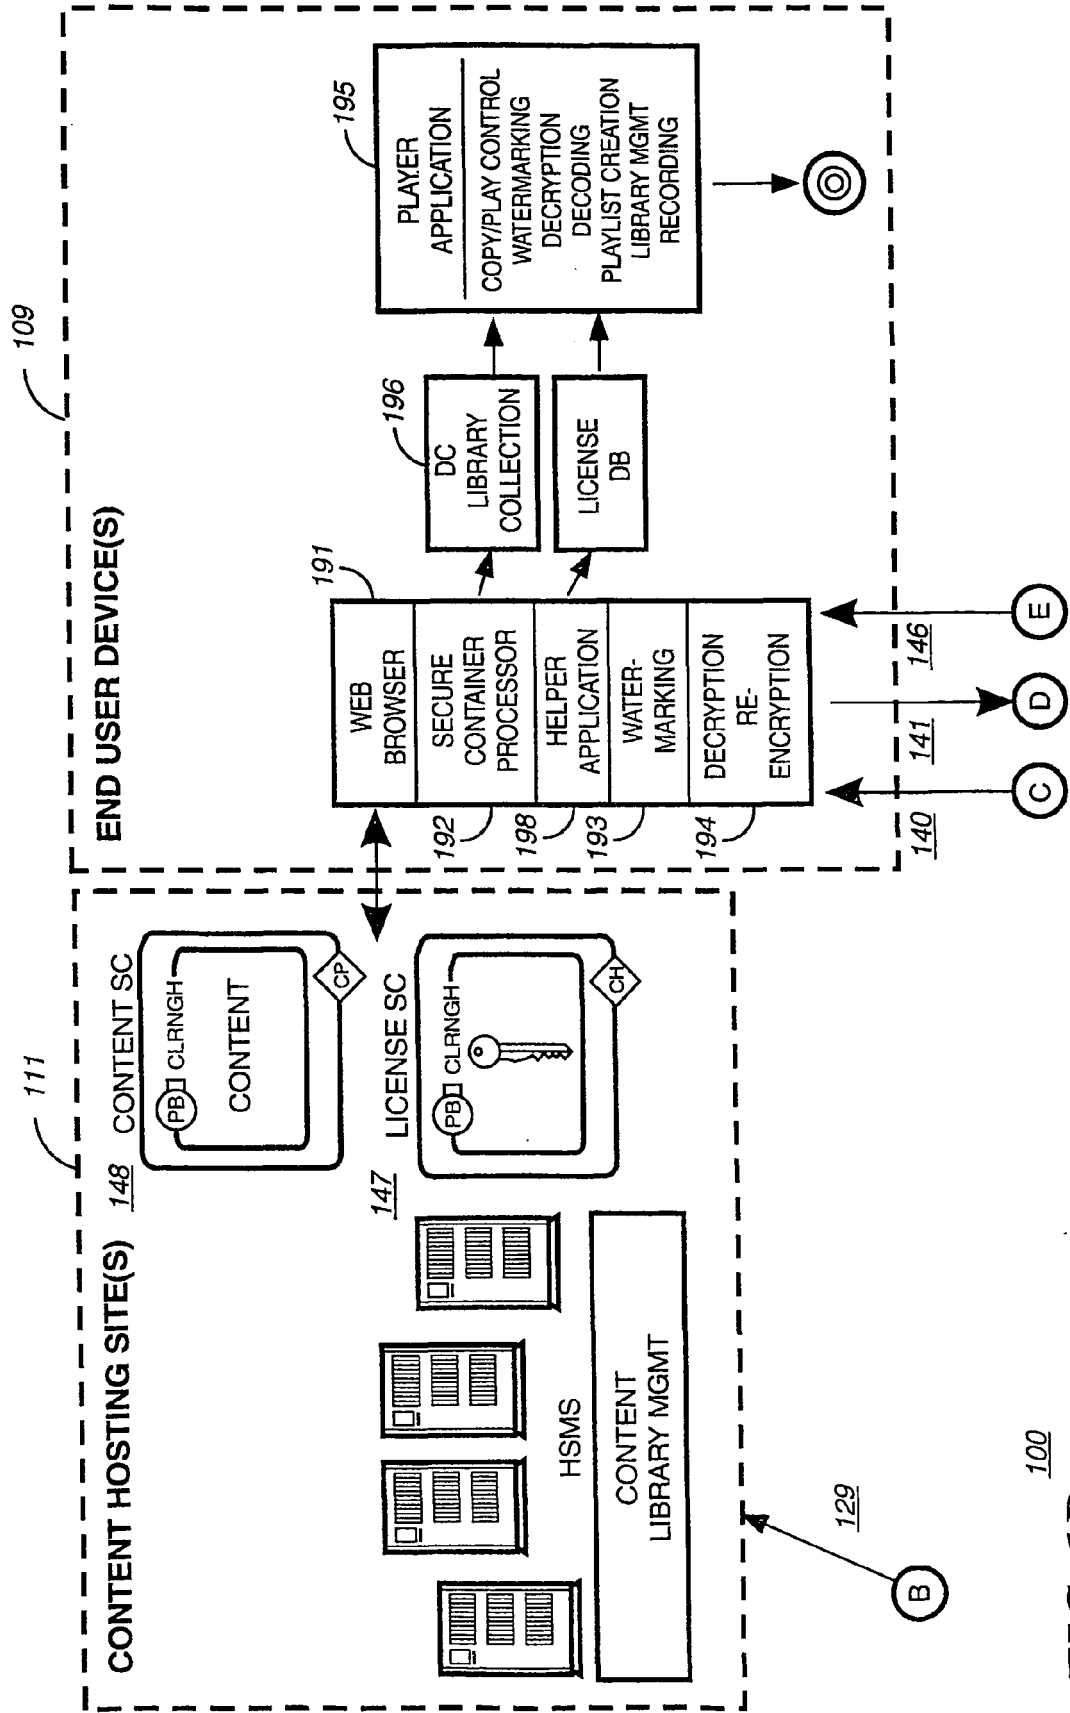 111
109
CONTENT HOSTING SITE(S)
148
CONTENT SC
PB
CLRNGH
CONTENT
CP
147
LICENSE SC
PB
CLRNGH
CH
HSMS
CONTENT
LIBRARY MGMT
129
B
END USER DEVICE(S)
191
WEB
BROWSER
192
SECURE
CONTAINER
PROCESSOR
198
HELPER
APPLICATION
193
WATER-
MARKING
194
DECRYPTION
RE-
ENCRYPTION
196
DC
LIBRARY
COLLECTION
LICENSE
DB
195
PLAYER
APPLICATION
COPY/PLAY CONTROL
WATERMARKING
DECRYPTION
DECODING
PLAYLIST CREATION
LIBRARY MGMT
RECORDING
140
141
146
C
D
E
100